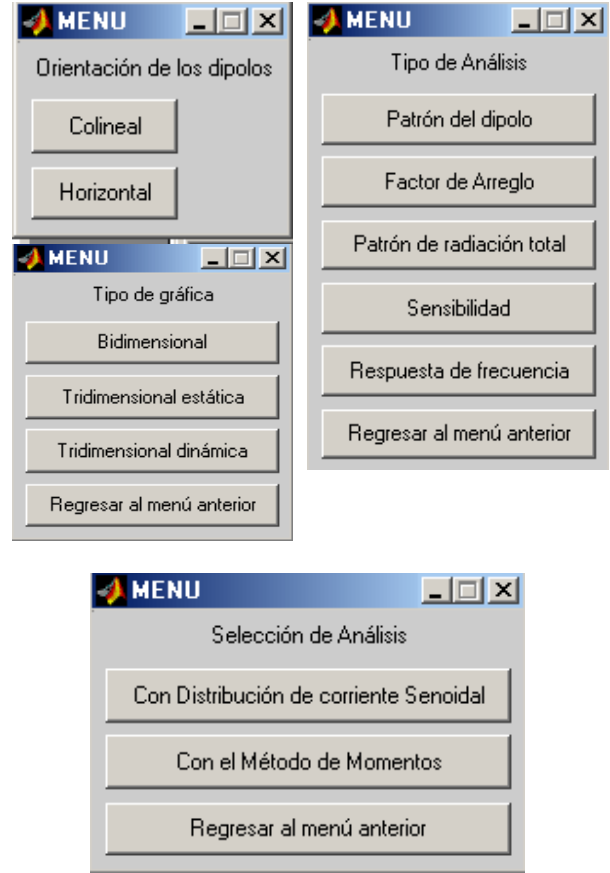 MENU
Orientación de los dipolos
Colineal
Horizontal
MENU
Tipo de gráfica
Bidimensional
Tridimensional estática
Tridimensional dinámica
Regresar al menú anterior
MENU
Tipo de Análisis
Patrón del dipolo
Factor de Arreglo
Patrón de radiación total
Sensibilidad
Respuesta de frecuencia
Regresar al menú anterior
MENU
Selección de Análisis
Con Distribución de corriente Senoidal
Con el Método de Momentos
Regresar al menú anterior